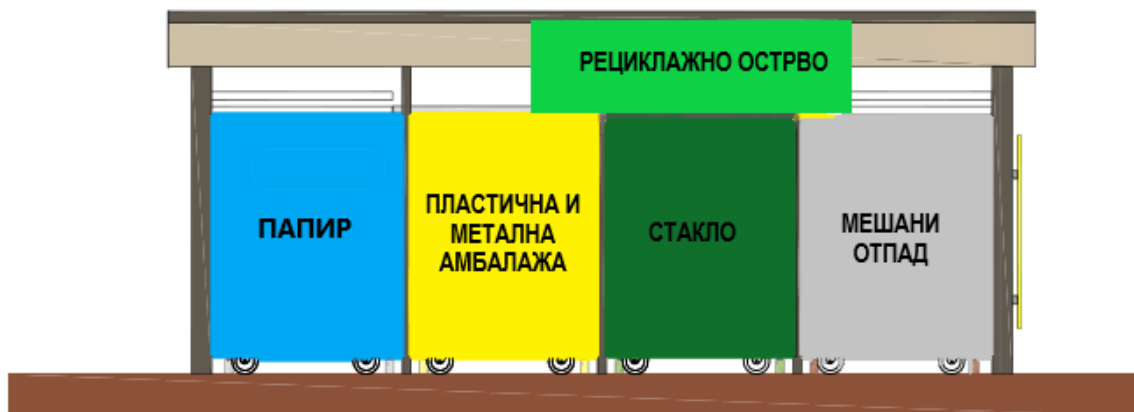 РЕЦИКЛАЖНО ОСТРВО
ПАПИР
ПЛАСТИЧНА И
МЕТАЛНА
АМБАЛАЖА
СТАКЛО
МЕШАНИ
ОТПАД